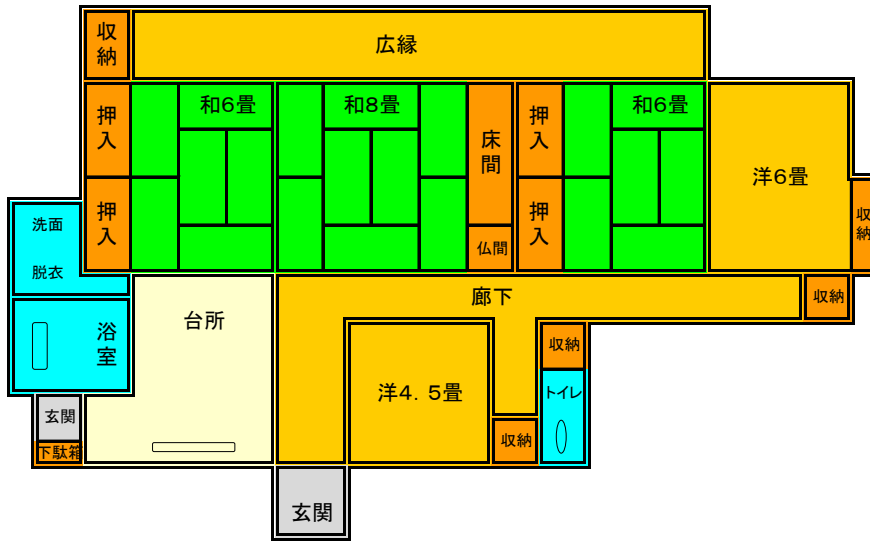 収納
広縁
押入
和6畳
和8畳
床間
押入
和6畳
洋6畳
押入
仏間
押入
収納
洗面
脱衣
浴室
台所
廊下
収納
洋4．5畳
収納
トイレ
玄関
下駄箱
収納
玄関